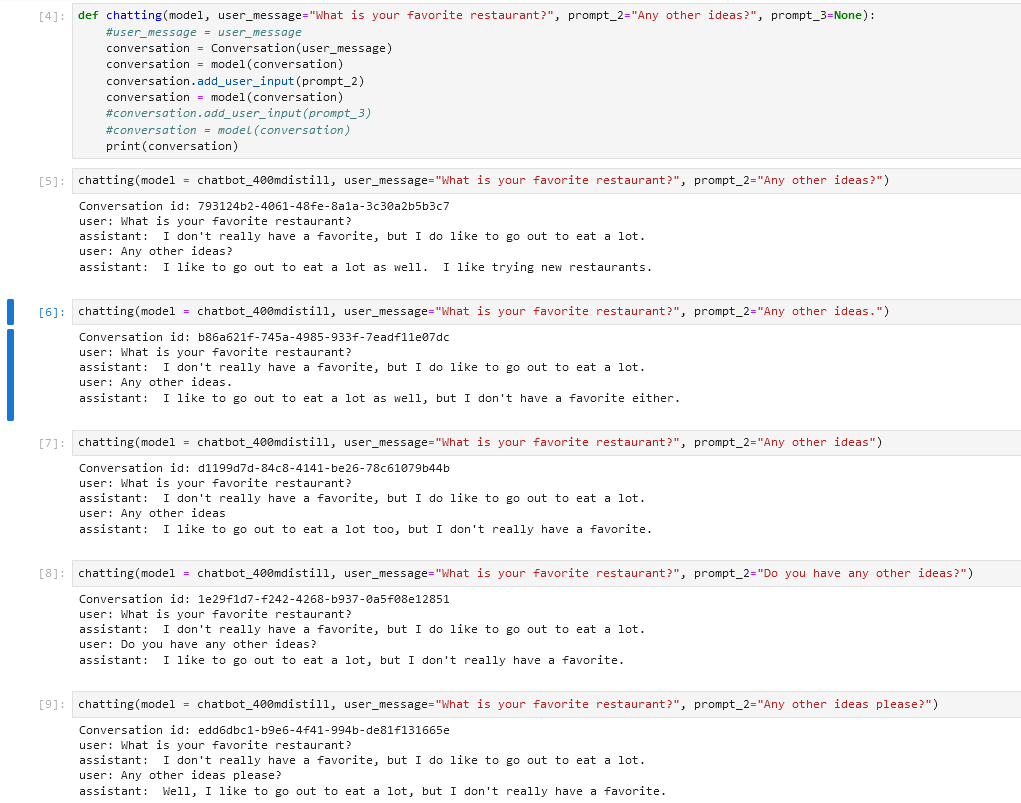 [4]: def chatting(model, user_message="What is your favorite restaurant?", prompt_2="Any other ideas?", prompt_3=None):
#user_message = user_message
conversation = Conversation(user_message)
conversation = model(conversation)
conversation.add_user_input(prompt_2)
conversation = model(conversation)
#conversation.add_user_input(prompt_3)
#conversation = model(conversation)
print(conversation)
[5]: chatting(model = chatbot_400mdistill, user_message="What is your favorite restaurant?", prompt_2="Any other ideas?")
Conversation id: 793124b2-4061-48fe-8a1a-3c30a2b5b3c7
user: What is your favorite restaurant?
assistant:  I don't really have a favorite, but I do like to go out to eat a lot.
user: Any other ideas?
assistant:  I like to go out to eat a lot as well.  I like trying new restaurants.
[6]: chatting(model = chatbot_400mdistill, user_message="What is your favorite restaurant?", prompt_2="Any other ideas.")
Conversation id: b86a621f-745a-4985-933f-7eadf11e07dc
user: What is your favorite restaurant?
assistant:  I don't really have a favorite, but I do like to go out to eat a lot.
user: Any other ideas.
assistant:  I like to go out to eat a lot as well, but I don't have a favorite either.
[7]: chatting(model = chatbot_400mdistill, user_message="What is your favorite restaurant?", prompt_2="Any other ideas")
Conversation id: d1199d7d-84c8-4141-be26-78c61079b44b
user: What is your favorite restaurant?
assistant:  I don't really have a favorite, but I do like to go out to eat a lot.
user: Any other ideas
assistant:  I like to go out to eat a lot too, but I don't really have a favorite.
[8]: chatting(model = chatbot_400mdistill, user_message="What is your favorite restaurant?", prompt_2="Do you have any other ideas?")
Conversation id: 1e29f1d7-f242-4268-b937-0a5f08e12851
user: What is your favorite restaurant?
assistant:  I don't really have a favorite, but I do like to go out to eat a lot.
user: Do you have any other ideas?
assistant:  I like to go out to eat a lot, but I don't really have a favorite.
[9]: chatting(model = chatbot_400mdistill, user_message="What is your favorite restaurant?", prompt_2="Any other ideas please?")
Conversation id: edd6dbc1-b9e6-4f41-994b-de81f131665e
user: What is your favorite restaurant?
assistant:  I don't really have a favorite, but I do like to go out to eat a lot.
user: Any other ideas please?
assistant:  Well, I like to go out to eat a lot, but I don't really have a favorite.